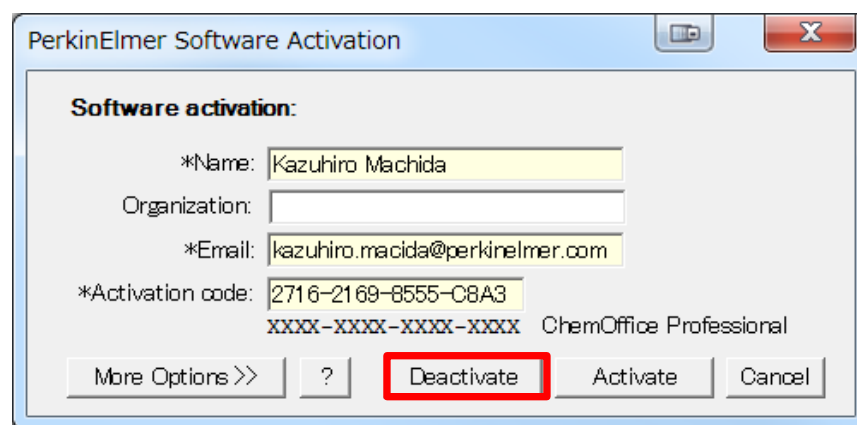 PerkinElmer Software Activation
X
Software activation:
*Name: Kazuhiro Machida
Organization:
*Email: kazuhiro.macida@perkinelmer.com
*Activation code: 2716-2169-8555-C8A3
XXXX-XXXX-XXXX-XXXX ChemOffice Professional
More Options >> ? Deactivate Activate Cancel